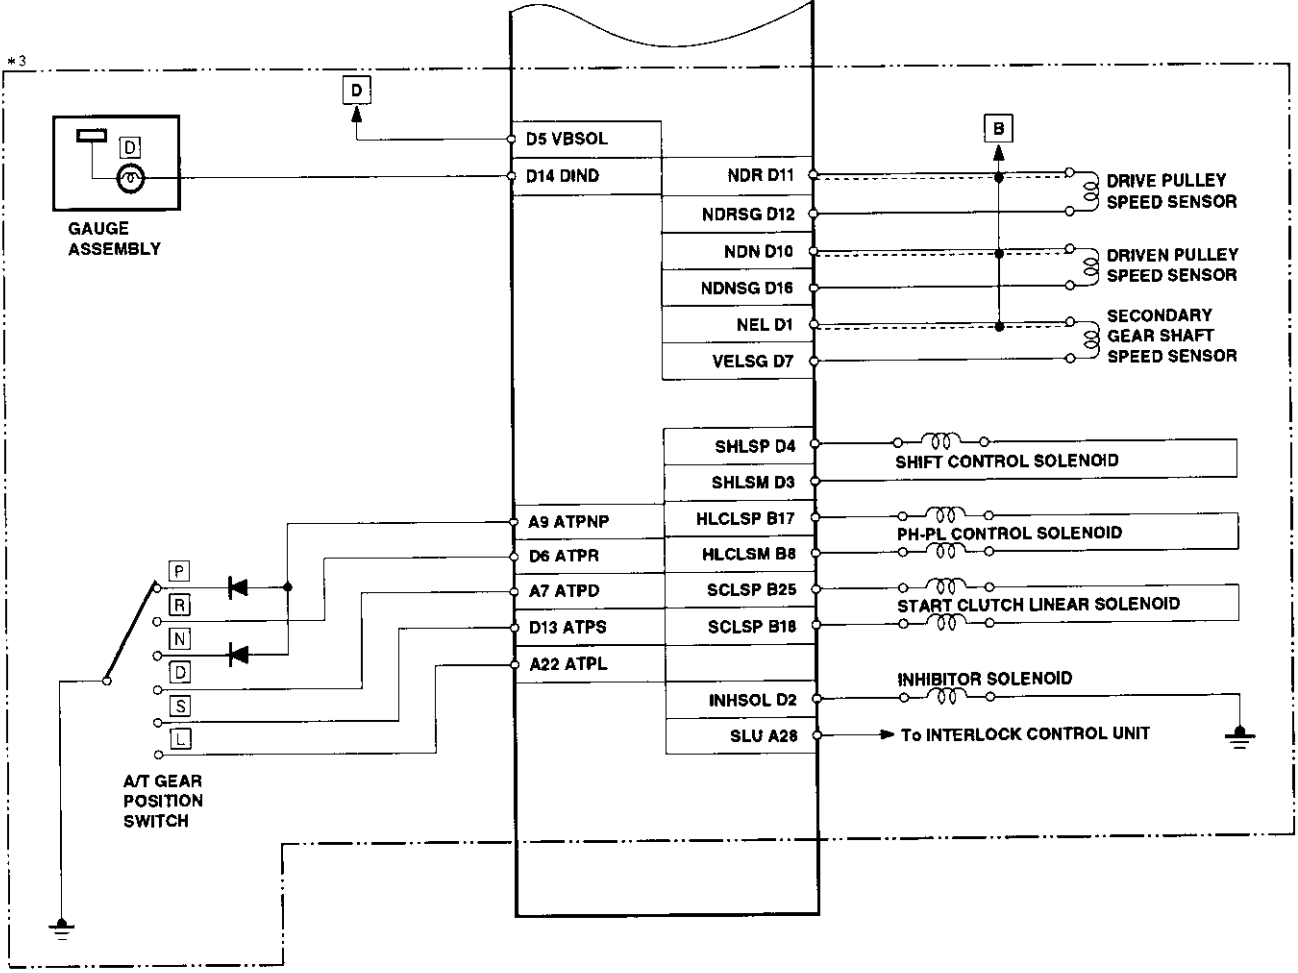 *3
D
D5 VBSOL
D
D14 DIND
GAUGE
ASSEMBLY
B
NDR D11
NDRSG D12
NDN D10
NDNSG D16
NEL D1
VELSG D7
DRIVE PULLEY
SPEED SENSOR
DRIVEN PULLEY
SPEED SENSOR
SECONDARY
GEAR SHAFT
SPEED SENSOR
SHLSP D4
SHLSM D3
HLCLSP B17
HLCLSM B8
SCLSP B25
SCLSP B18
INHSOL D2
SLU A28
SHIFT CONTROL SOLENOID
PH-PL CONTROL SOLENOID
START CLUTCH LINEAR SOLENOID
INHIBITOR SOLENOID
To INTERLOCK CONTROL UNIT
A9 ATPNP
D6 ATPR
A7 ATPD
D13 ATPS
A22 ATPL
P
R
N
D
S
L
A/T GEAR
POSITION
SWITCH